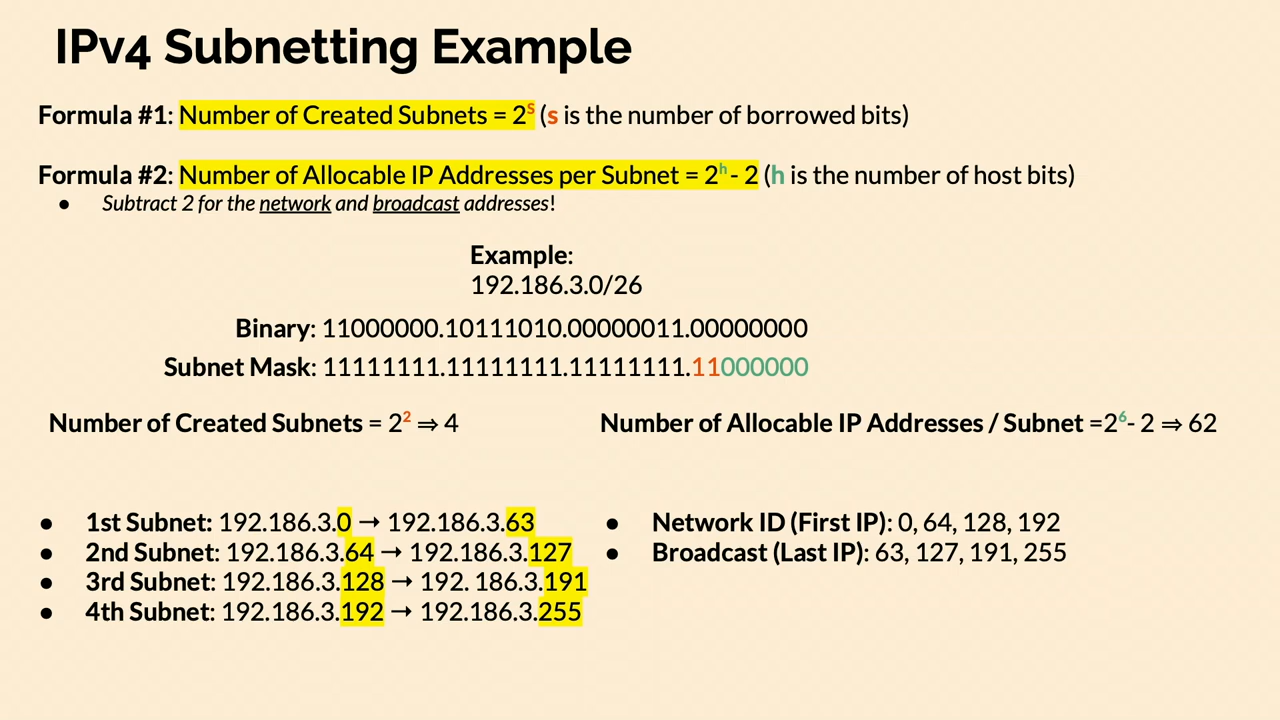 IPv4 Subnetting Example
Formula #1: Number of Created Subnets = 2ˢ (s is the number of borrowed bits)
Formula #2: Number of Allocable IP Addresses per Subnet = 2ʰ - 2 (h is the number of host bits)
● Subtract 2 for the network and broadcast addresses!
Example:
192.186.3.0/26
Binary: 11000000.10111010.00000011.00000000
Subnet Mask: 11111111.11111111.11111111.11000000
Number of Created Subnets = 2² ⇒ 4
Number of Allocable IP Addresses / Subnet =2⁶- 2 ⇒ 62
● 1st Subnet: 192.186.3.0 → 192.186.3.63
● 2nd Subnet: 192.186.3.64 → 192.186.3.127
● 3rd Subnet: 192.186.3.128 → 192. 186.3.191
● 4th Subnet: 192.186.3.192 → 192.186.3.255
● Network ID (First IP): 0, 64, 128, 192
● Broadcast (Last IP): 63, 127, 191, 255